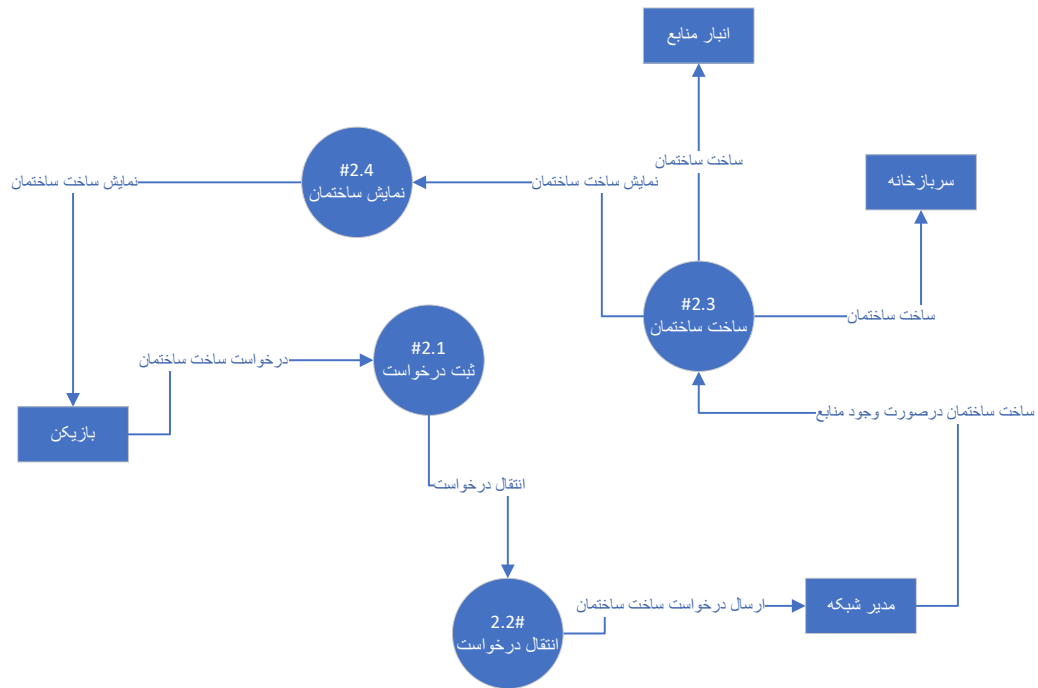 انبار منابع
ساخت ساختمان
سربازخانه
#2.4
نمایش ساختمان
نمایش ساخت ساختمان
نمایش ساخت ساختمان
#2.3
ساخت ساختمان
ساخت ساختمان
#2.1
ثبت درخواست
درخواست ساخت ساختمان
بازیکن
ساخت ساختمان درصورت وجود منابع
انتقال درخواست
2.2#
انتقال درخواست
ارسال درخواست ساخت ساختمان
مدیر شبکه